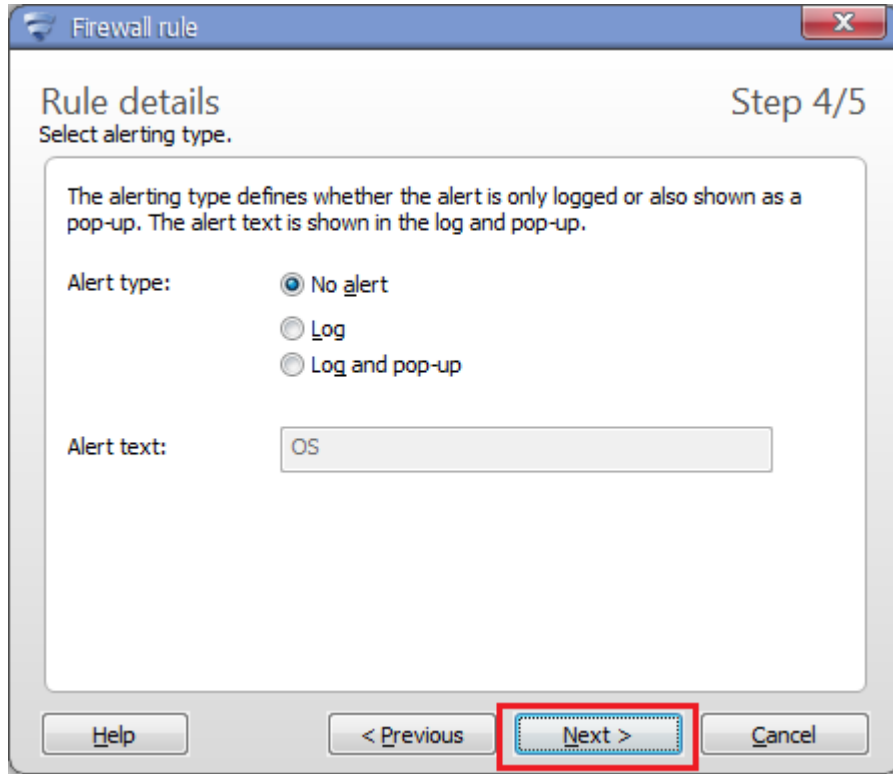 Firewall rule
Rule details
Step 4/5
Select alerting type.
The alerting type defines whether the alert is only logged or also shown as a
pop-up. The alert text is shown in the log and pop-up.
Alert type:
No alert
Log
Log and pop-up
Alert text:
OS
Help
< Previous
Next >
Cancel